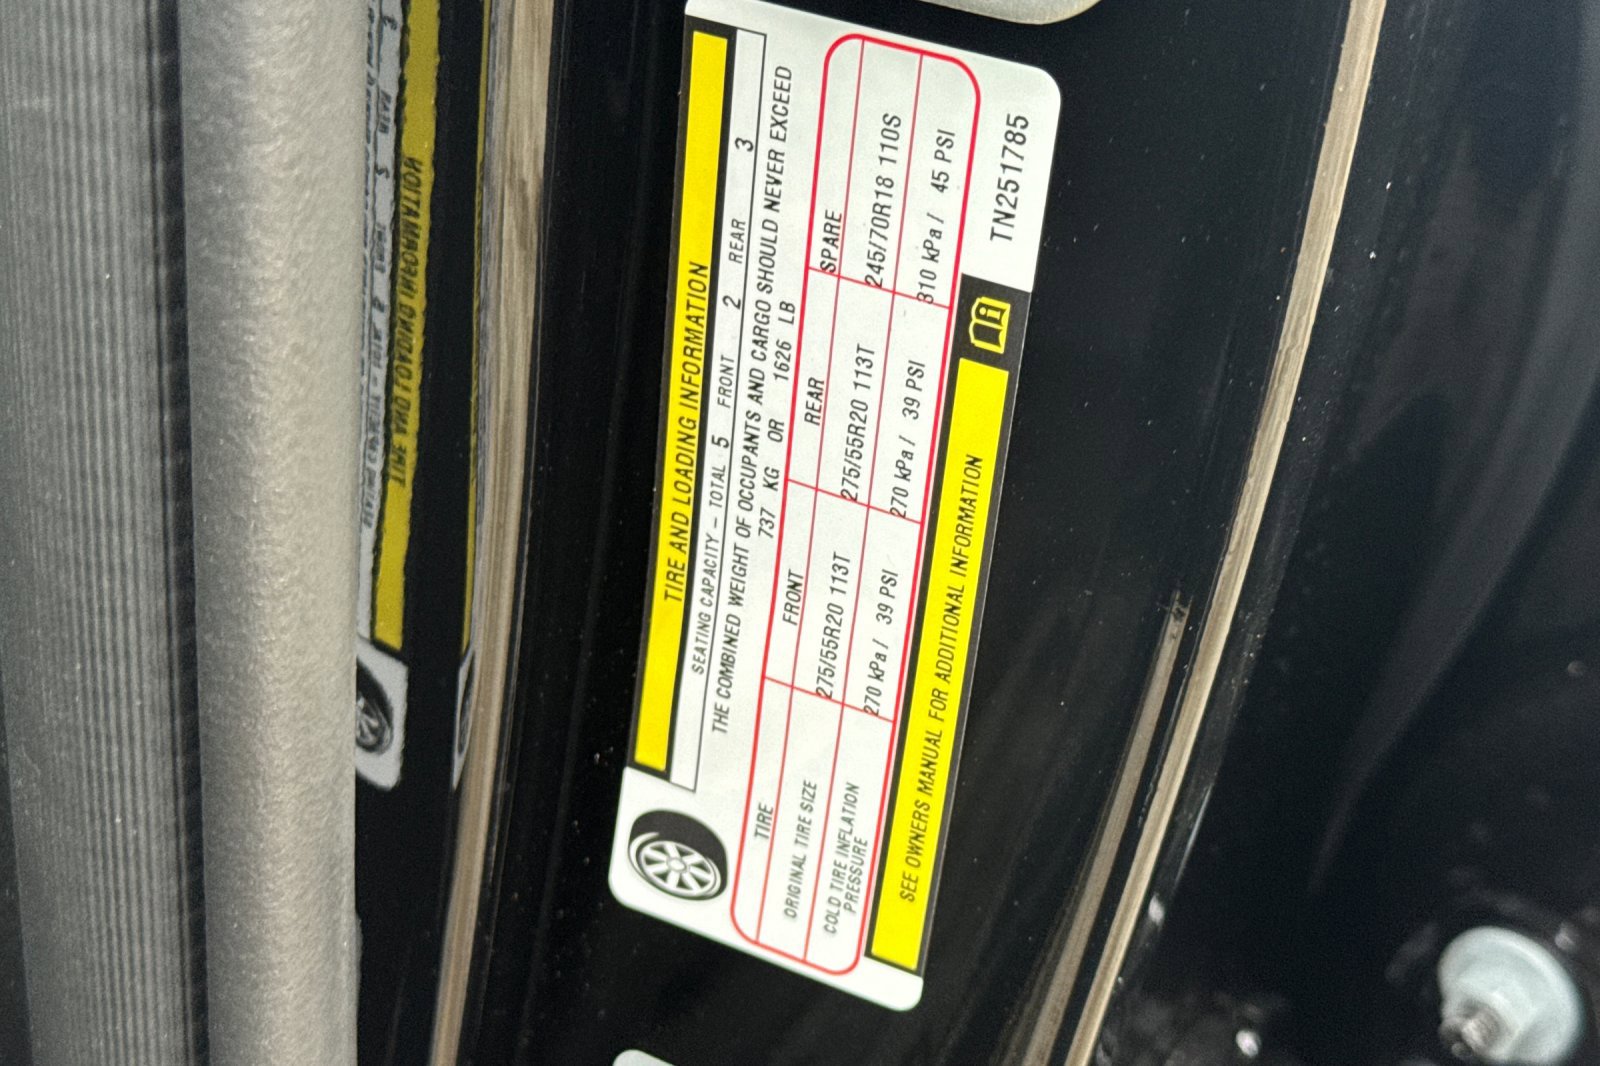 TIRE AND LOADING INFORMATION
SEATING CAPACITY - TOTAL 5 FRONT 2 REAR 3
THE COMBINED WEIGHT OF OCCUPANTS AND CARGO SHOULD NEVER EXCEED
737 KG OR 1626 LB
TIRE FRONT REAR SPARE
ORIGINAL TIRE SIZE 275/55R20 113T 275/55R20 113T 245/70R18 110S
COLD TIRE INFLATION
PRESSURE 270 kPa / 39 PSI 270 kPa / 39 PSI 310 kPa / 45 PSI
SEE OWNERS MANUAL FOR ADDITIONAL INFORMATION
TN251785